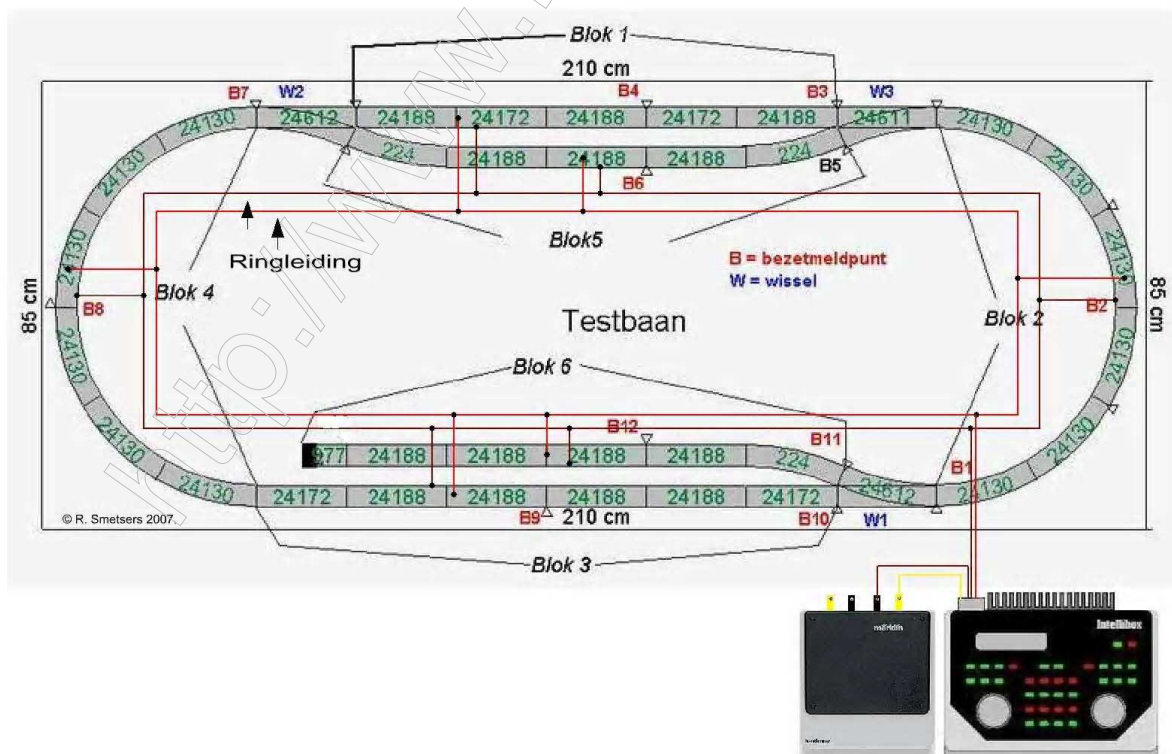 Blok 1
210 cm
B7 W2 B4 B3 W3
24130 24612 24188 24172 24188 24172 24188 24611 24130
24130 224 24188 24188 24188 224 B5 24130
B6
Blok5
Ringleiding
B = bezetmeldpunt
W = wissel
24130 24130
85 cm B8 Blok 4 Testbaan Blok 2 B2 85 cm
24130 24130
Blok 6
B12 B11
24130 977 24188 24188 24188 224 B1 24130
24130 24172 24188 24188 24188 24188 24172 24612 24130
© R. Smetsers 2007.
B9 210 cm B10 W1
Blok 3
http://www.
märklin
Intellibox